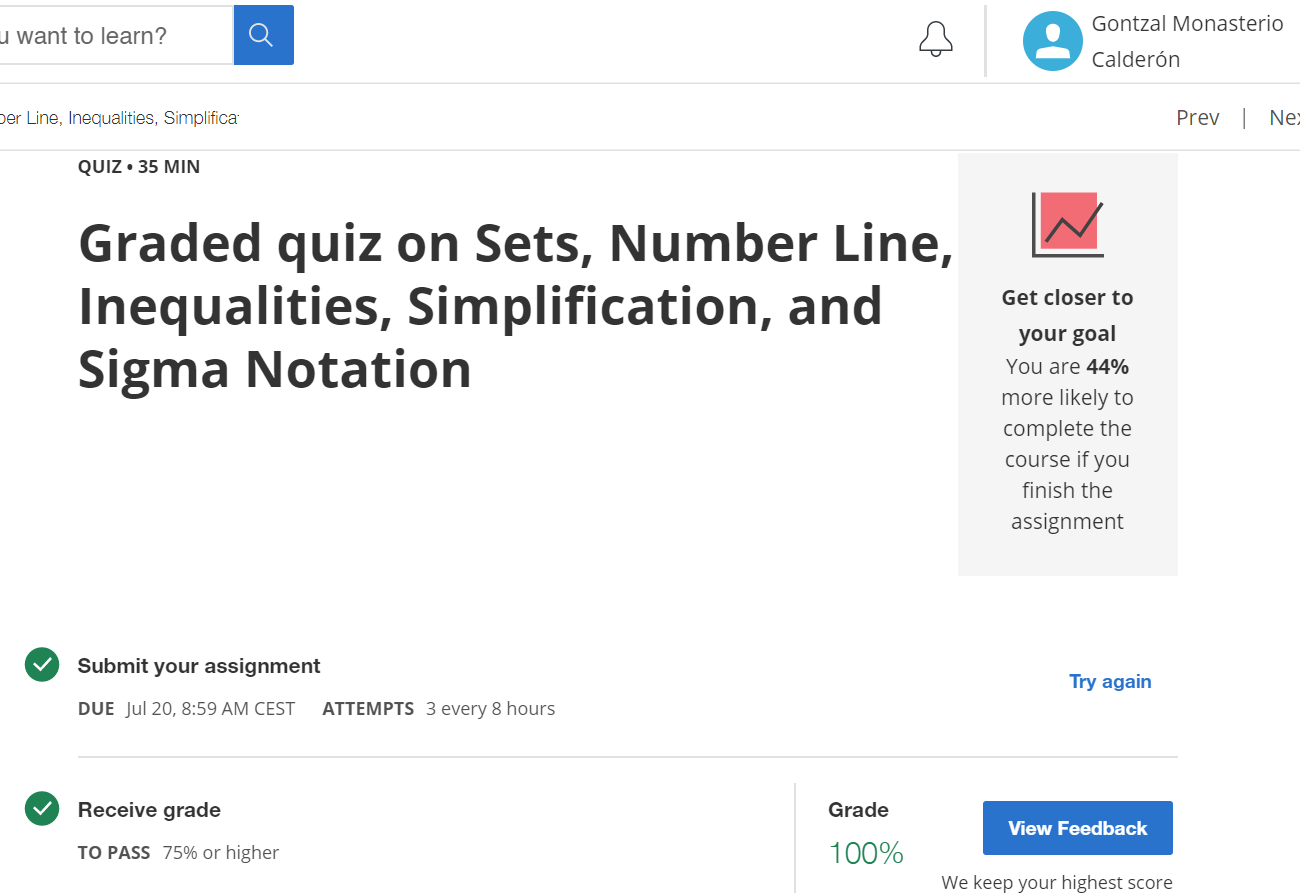 u want to learn?
Gontzal Monasterio
Calderón
ber Line, Inequalities, Simplifica
Prev | Nex
QUIZ • 35 MIN
Graded quiz on Sets, Number Line,
Inequalities, Simplification, and
Sigma Notation
Get closer to
your goal
You are 44%
more likely to
complete the
course if you
finish the
assignment
Submit your assignment
Try again
DUE Jul 20, 8:59 AM CEST ATTEMPTS 3 every 8 hours
Receive grade
Grade
View Feedback
TO PASS 75% or higher
100%
We keep your highest score